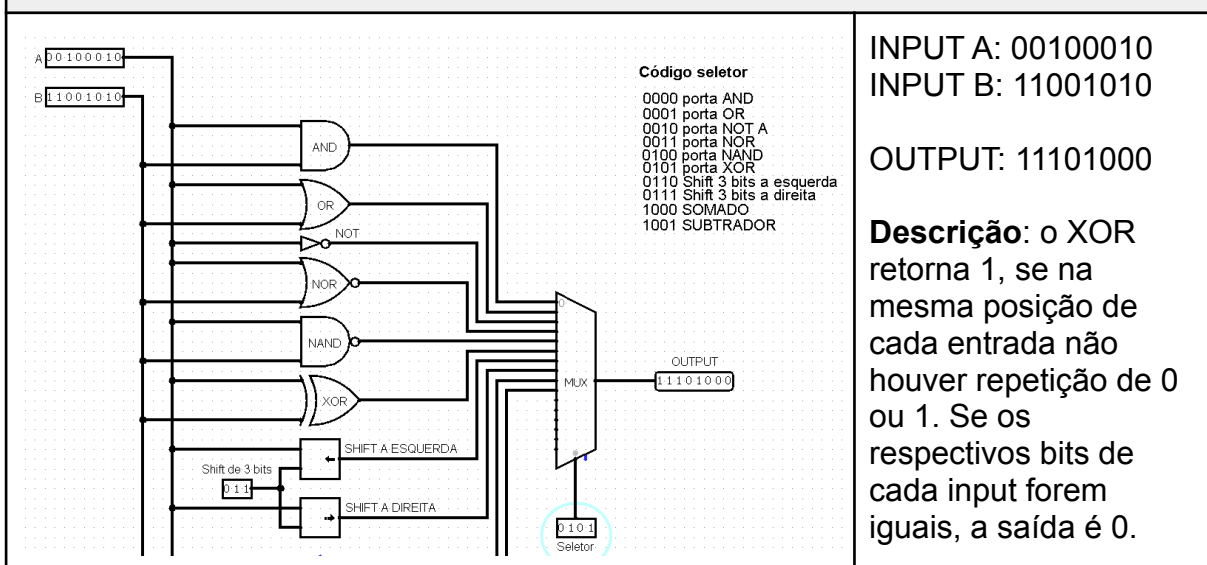 A 00100010
B 11001010
Código seletor
0000 porta AND
0001 porta OR
0010 porta NOT A
0011 porta NOR
0100 porta NAND
0101 porta XOR
0110 Shift 3 bits a esquerda
0111 Shift 3 bits a direita
1000 SOMADO
1001 SUBTRADOR
AND
OR
NOT
NOR
NAND
XOR
SHIFT A ESQUERDA
Shift de 3 bits
011
SHIFT A DIREITA
0
MUX
OUTPUT
11101000
0101
Seletor
INPUT A: 00100010
INPUT B: 11001010
OUTPUT: 11101000
Descrição: o XOR
retorna 1, se na
mesma posição de
cada entrada não
houver repetição de 0
ou 1. Se os
respectivos bits de
cada input forem
iguais, a saída é 0.